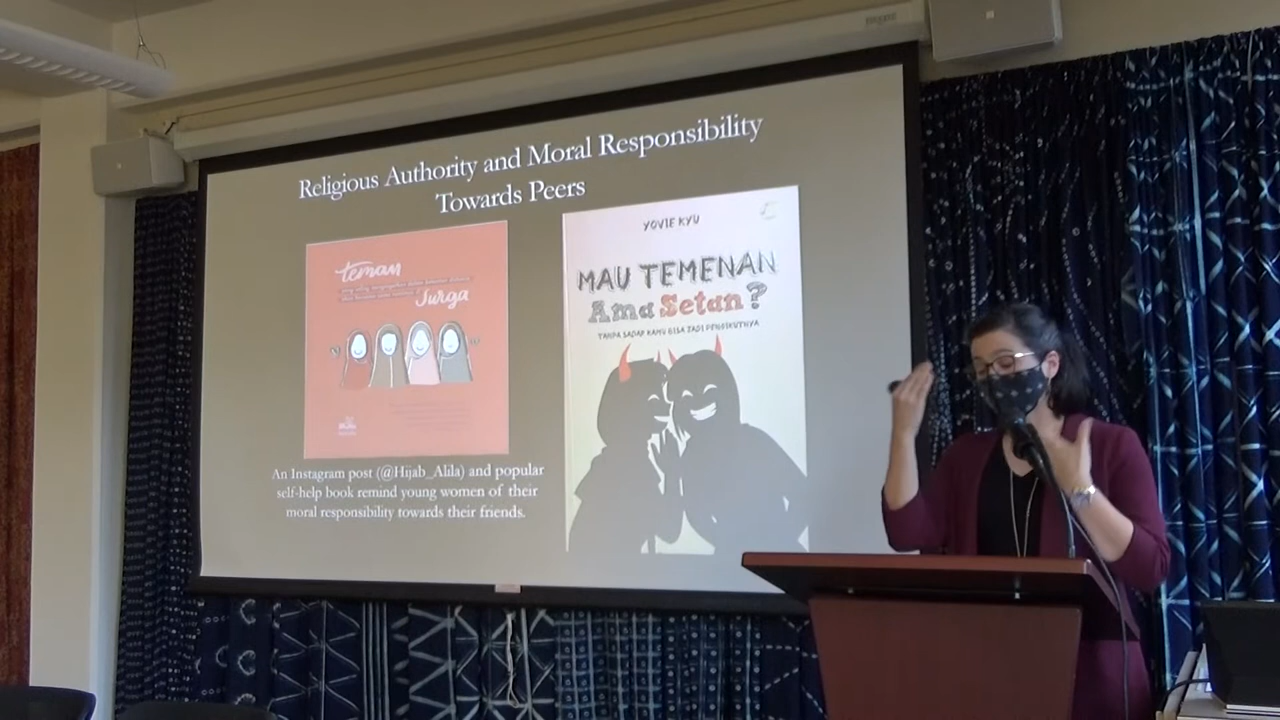 Religious Authority and Moral Responsibility
Towards Peers
teman
Surga
YOVIE KYU
MAU TEMENAN
Ama Setan?
TANPA SADAR KAMU BISA JADI PENGIKUTNYA
An Instagram post (@Hijab_Alila) and popular
self-help book remind young women of their
moral responsibility towards their friends.